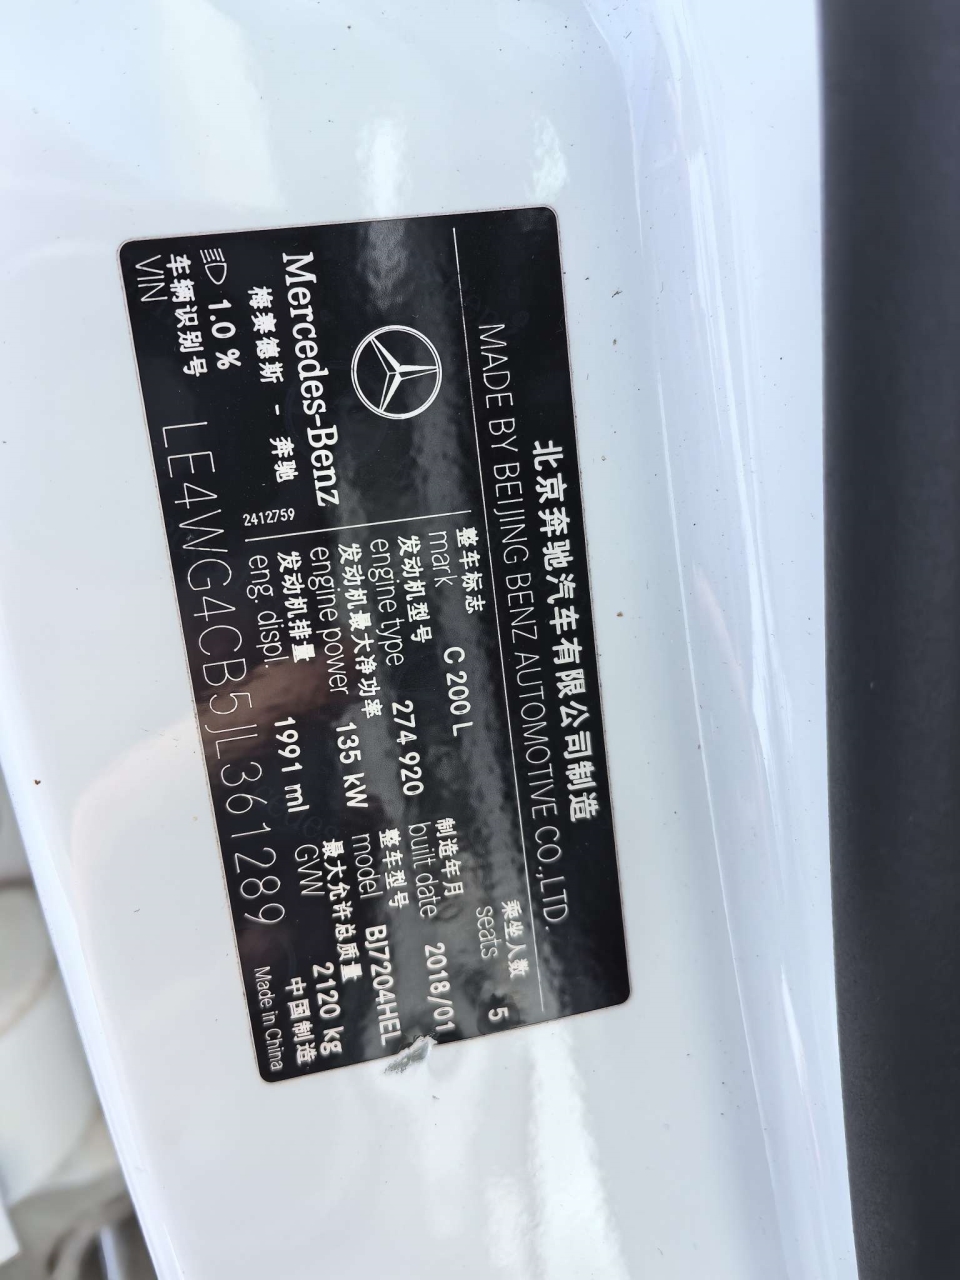 北京奔驰汽车有限公司制造
MADE BY BEIJING BENZ AUTOMOTIVE CO.,LTD.
Mercedes-Benz
梅赛德斯 - 奔驰
1.0 %
2412759
整车标志
mark C 200 L
乘坐人数
seats 5
发动机型号
engine type 274 920
制造年月
built date 2018/01
发动机最大净功率
engine power 135 kW
整车型号
model BJ7204HEL
发动机排量
eng. displ. 1991 ml
最大允许总质量
GVW 2120 kg
车辆识别号
VIN LE4WG4CB5JL361289
中国制造
Made in China